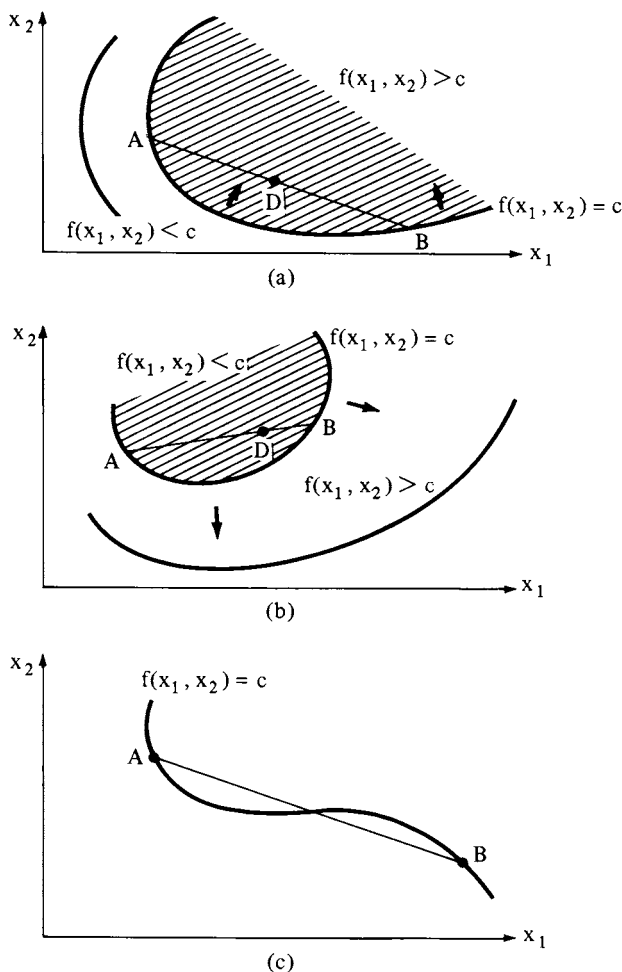 x₂
f(x₁, x₂) > c
A
D
f(x₁, x₂) = c
f(x₁, x₂) < c
B
x₁
(a)
x₂
f(x₁, x₂) = c
f(x₁, x₂) < c
B
A
D
f(x₁, x₂) > c
x₁
(b)
x₂
f(x₁, x₂) = c
A
B
x₁
(c)